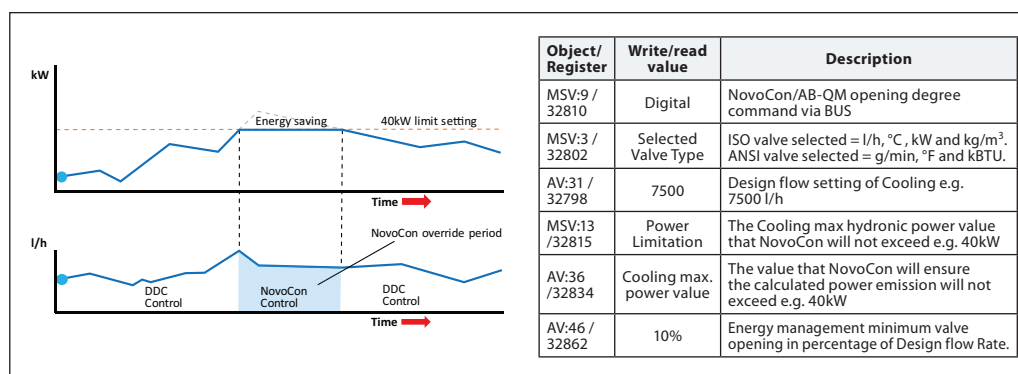 kW
Energy saving
40kW limit setting
Time
l/h
NovoCon override period
DDC
Control
NovoCon
Control
DDC
Control
Time
Object/
Register
Write/read
value
Description
MSV:9 /
32810
Digital
NovoCon/AB-QM opening degree
command via BUS
MSV:3 /
32802
Selected
Valve Type
ISO valve selected = l/h, °C , kW and kg/m³.
ANSI valve selected = g/min, °F and kBTU.
AV:31 /
32798
7500
Design flow setting of Cooling e.g.
7500 l/h
MSV:13
/32815
Power
Limitation
The Cooling max hydronic power value
that NovoCon will not exceed e.g. 40kW
AV:36
/32834
Cooling max.
power value
The value that NovoCon will ensure
the calculated power emission will not
exceed e.g. 40kW
AV:46 /
32862
10%
Energy management minimum valve
opening in percentage of Design flow Rate.